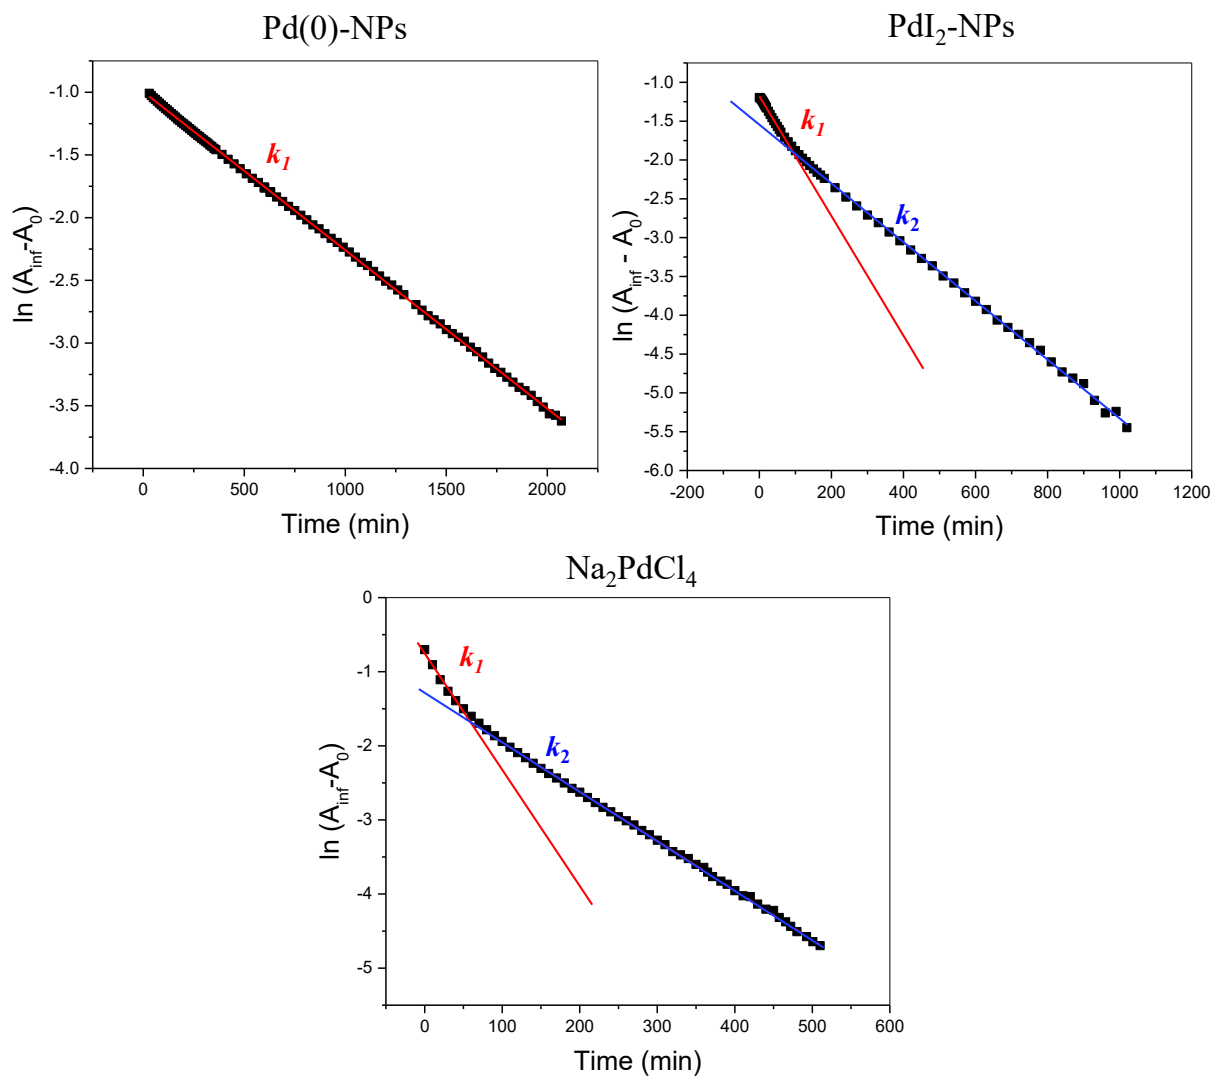 Pd(0)-NPs
-1.0
-1.5
-2.0
-2.5
-3.0
-3.5
-4.0
ln (A_inf-A_0)
k_1
0 500 1000 1500 2000
Time (min)
PdI_2-NPs
-1.0
-1.5
-2.0
-2.5
-3.0
-3.5
-4.0
-4.5
-5.0
-5.5
-6.0
ln (A_inf - A_0)
k_1
k_2
-200 0 200 400 600 800 1000 1200
Time (min)
Na_2PdCl_4
0
-1
-2
-3
-4
-5
ln (A_inf-A_0)
k_1
k_2
0 100 200 300 400 500 600
Time (min)